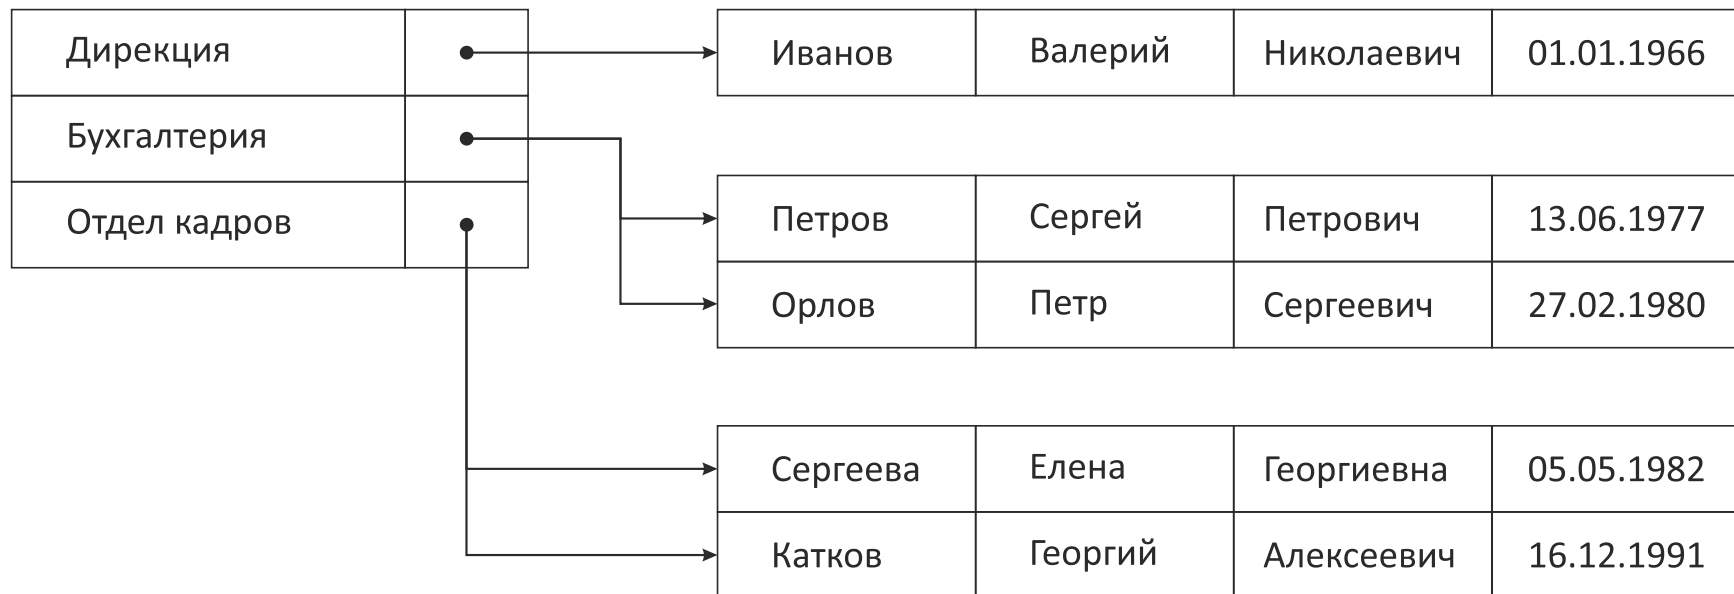 Дирекция
Бухгалтерия
Отдел кадров
Иванов Валерий Николаевич 01.01.1966
Петров Сергей Петрович 13.06.1977
Орлов Петр Сергеевич 27.02.1980
Сергеева Елена Георгиевна 05.05.1982
Катков Георгий Алексеевич 16.12.1991